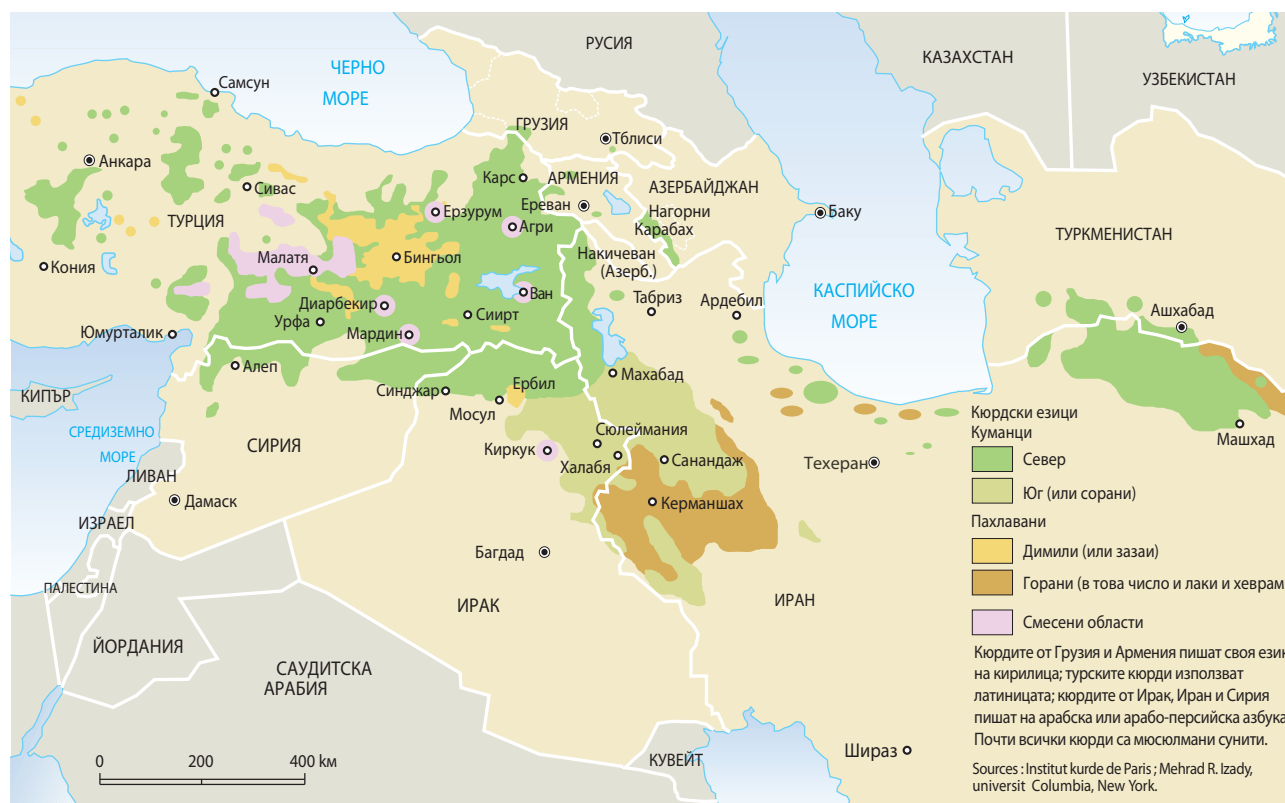 РУСИЯ
КАЗАХСТАН
УЗБЕКИСТАН
ЧЕРНО
МОРЕ
Самсун
ГРУЗИЯ
Тблиси
Анкара
Сивас
Карс
АРМЕНИЯ
АЗЕРБАЙДЖАН
Ереван
Нагорни
Карабах
Баку
ТУРЦИЯ
Ерзурум
Агри
ТУРКМЕНИСТАН
Кония
Малатя
Бингьол
Накичеван
(Азерб.)
Диарбекир
Ван
Табриз
Ардебил
КАСПИЙСКО
МОРЕ
Урфа
Сиирт
Ашхабад
Юмурталик
Мардин
Алеп
Махабад
КИПЪР
Синджар
Ербил
Мосул
СРЕДИЗЕМНО
МОРЕ
СИРИЯ
Сюлеймания
Киркук
Халабя
Санандаж
Техеран
Машхад
ЛИВАН
Дамаск
Керманшах
ИЗРАЕЛ
Багдад
ПАЛЕСТИНА
ИРАК
ИРАН
ЙОРДАНИЯ
САУДИТСКА
АРАБИЯ
КУВЕЙТ
Шираз
0 200 400 км
Кюрдски езици
Куманци
Север
Юг (или сорани)
Пахлавани
Димили (или зазаи)
Горани (в това число и лаки и хеврам
Смесени области
Кюрдите от Грузия и Армения пишат своя език
на кирилица; турските кюрди използват
латиницата; кюрдите от Ирак, Иран и Сирия
пишат на арабска или арабо-персийска азбука
Почти всички кюрди са мюсюлмани сунити.
Sources : Institut kurde de Paris ; Mehrad R. Izady,
universit Columbia, New York.